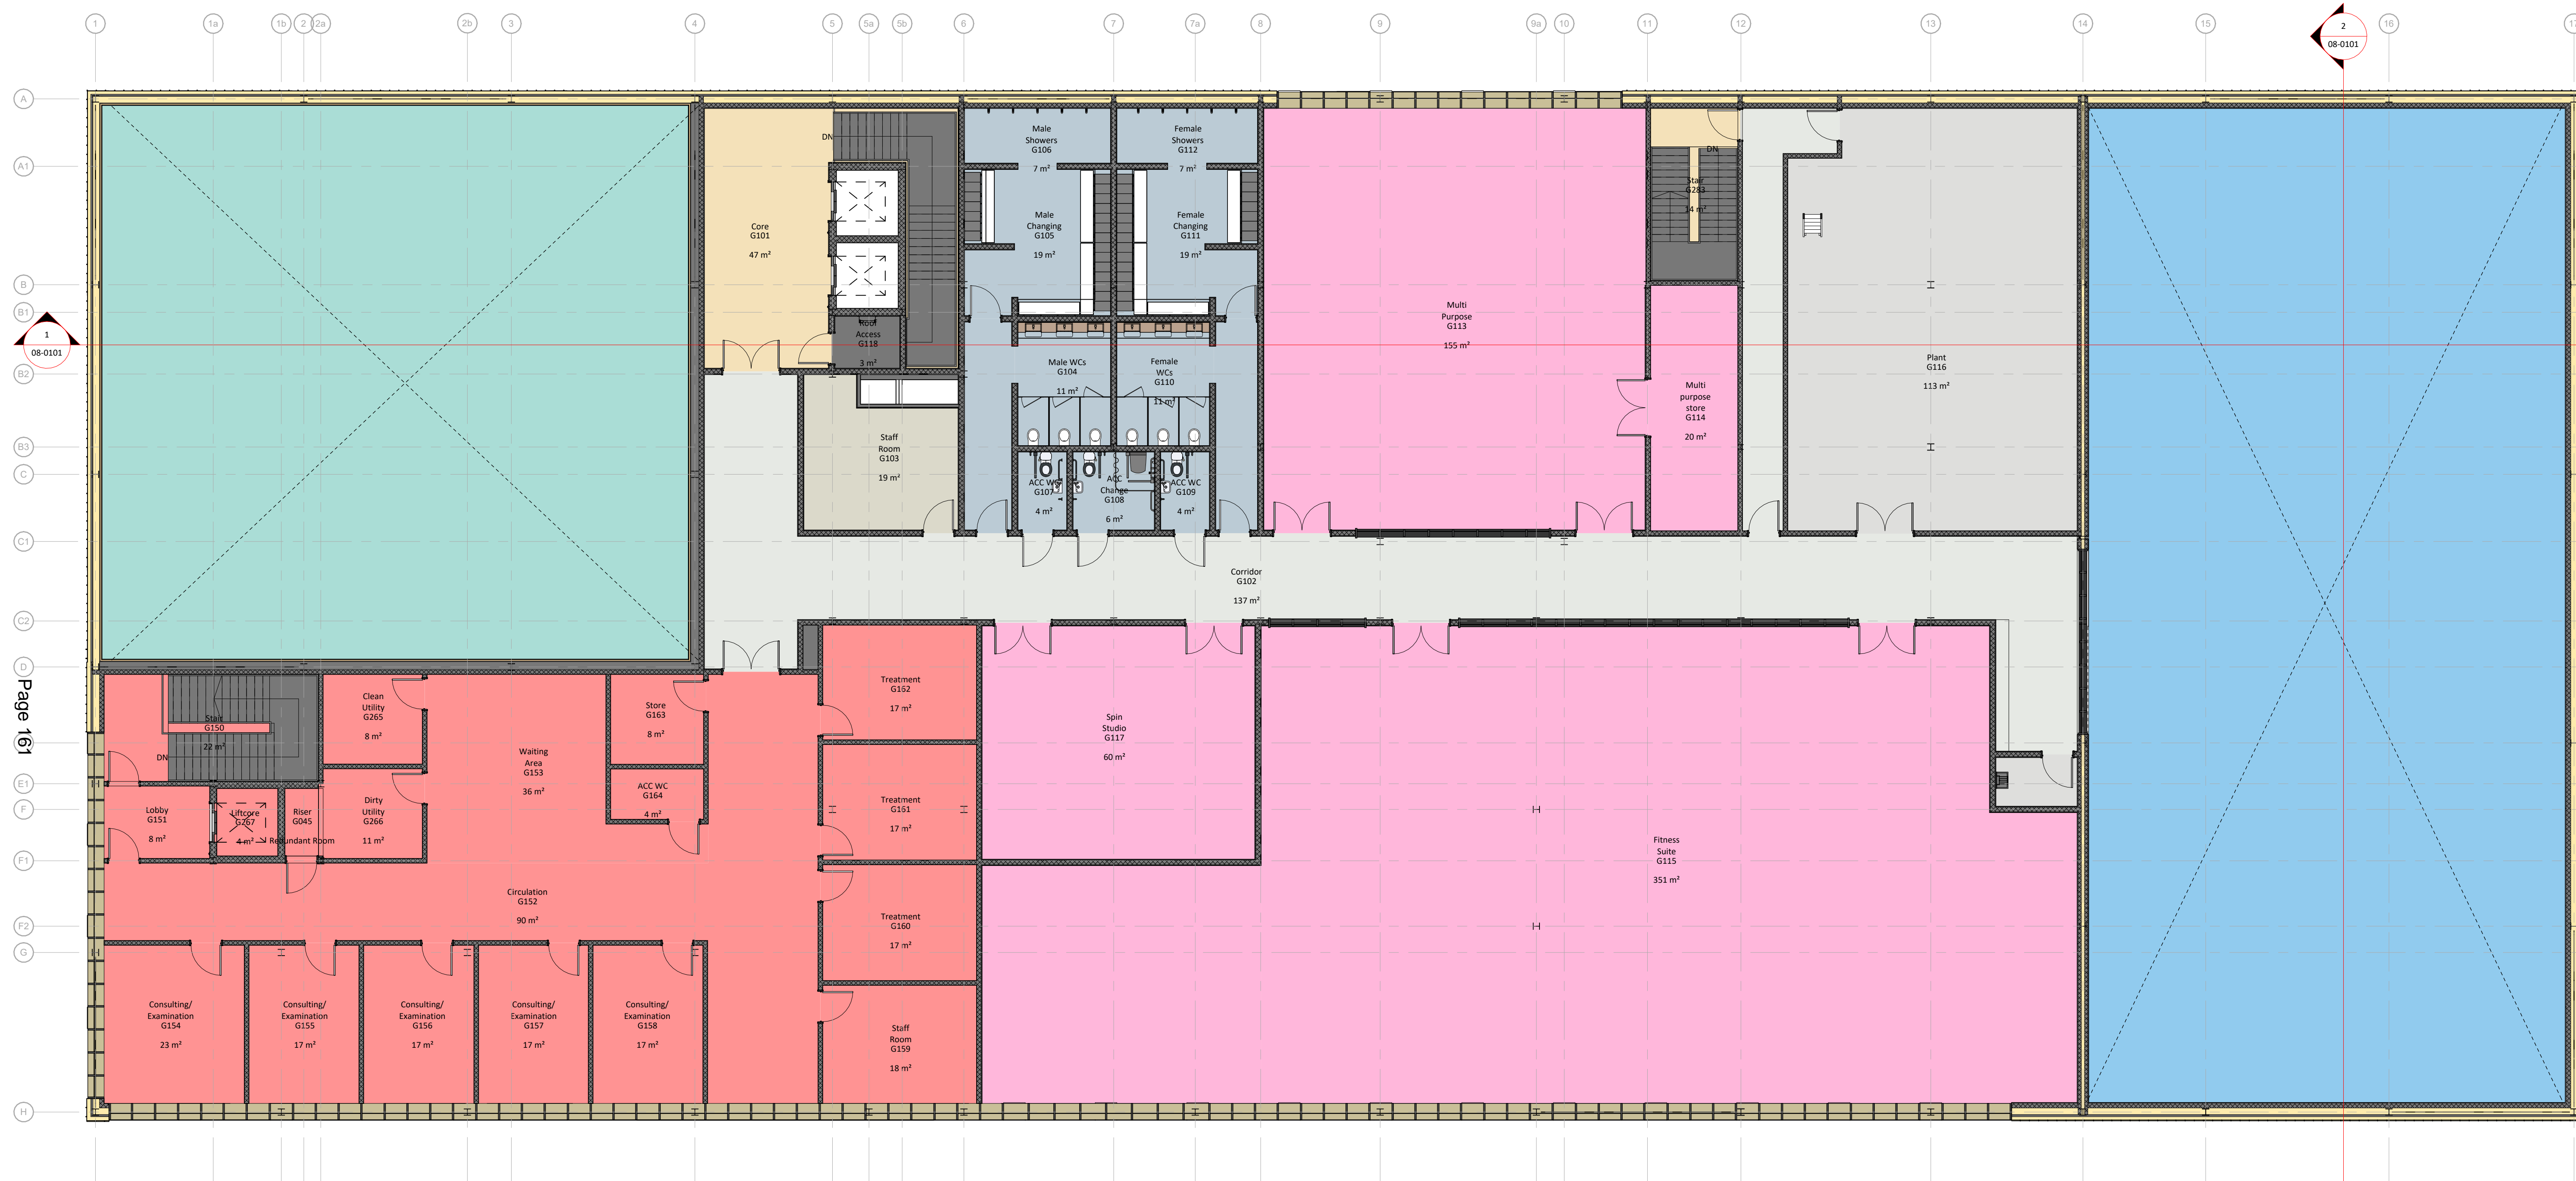 1 1a 1b 2 2a 2b 3 4 5 5a 5b 6 7 7a 8 9 9a 10 11 12 13 14 15 16
2
08-0101
A
A1
B
B1
B2
B3
C
C1
C2
D
E1
F
F1
F2
G
H
1
08-0101
Page 161
Core
G101
47 m²
DN
Roof
Access
G118
3 m²
Staff
Room
G103
19 m²
Male
Showers
G106
7 m²
Female
Showers
G112
7 m²
Male
Changing
G105
19 m²
Female
Changing
G111
19 m²
Male WCs
G104
11 m²
Female
WCs
G110
11 m²
ACC WC
G107
4 m²
ACC
Change
G108
6 m²
ACC WC
G109
4 m²
Multi
Purpose
G113
155 m²
Stair
G283
14 m²
DN
Multi
purpose
store
G114
20 m²
Plant
G116
113 m²
Corridor
G102
137 m²
Stair
G150
22 m²
DN
Clean
Utility
G265
8 m²
Waiting
Area
G153
36 m²
Store
G163
8 m²
ACC WC
G164
4 m²
Lobby
G151
8 m²
Liftcore
G267
4 m²
Riser
G045
Redundant Room
Dirty
Utility
G266
11 m²
Treatment
G162
17 m²
Treatment
G161
17 m²
Treatment
G160
17 m²
Staff
Room
G159
18 m²
Circulation
G152
90 m²
Consulting/
Examination
G154
23 m²
Consulting/
Examination
G155
17 m²
Consulting/
Examination
G156
17 m²
Consulting/
Examination
G157
17 m²
Consulting/
Examination
G158
17 m²
Spin
Studio
G117
60 m²
Fitness
Suite
G115
351 m²